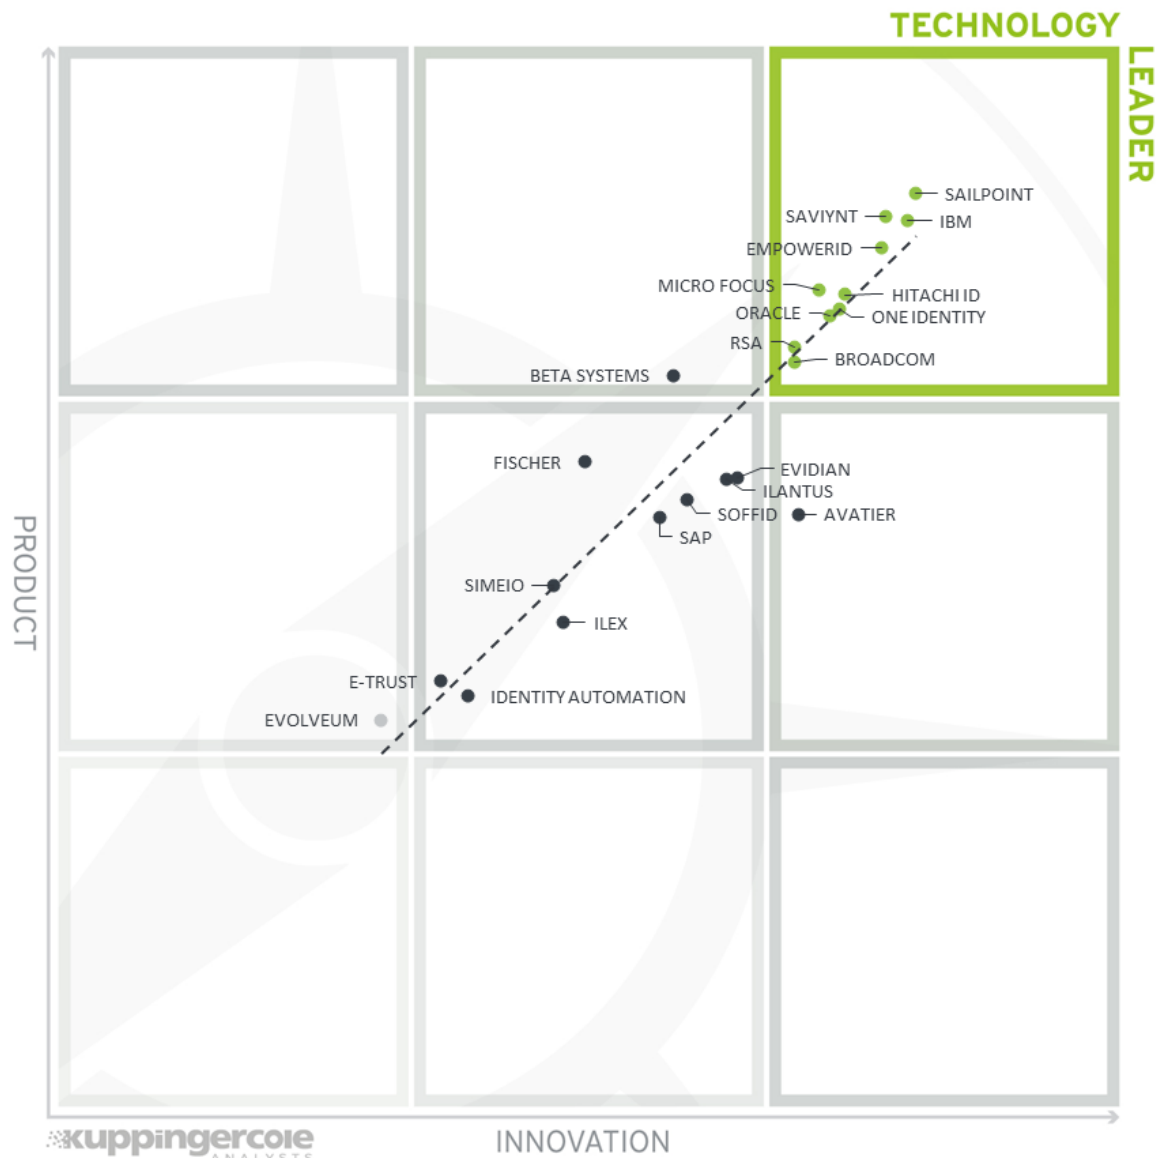 TECHNOLOGY
LEADER
SAILPOINT
SAVIYNT
IBM
EMPOWERID
MICRO FOCUS
HITACHI ID
ORACLE
ONE IDENTITY
RSA
BROADCOM
BETA SYSTEMS
FISCHER
EVIDIAN
ILANTUS
SOFFID
AVATIER
SAP
SIMEIO
ILEX
E-TRUST
IDENTITY AUTOMATION
EVOLVEUM
PRODUCT
INNOVATION
kuppingercole
ANALYSTS